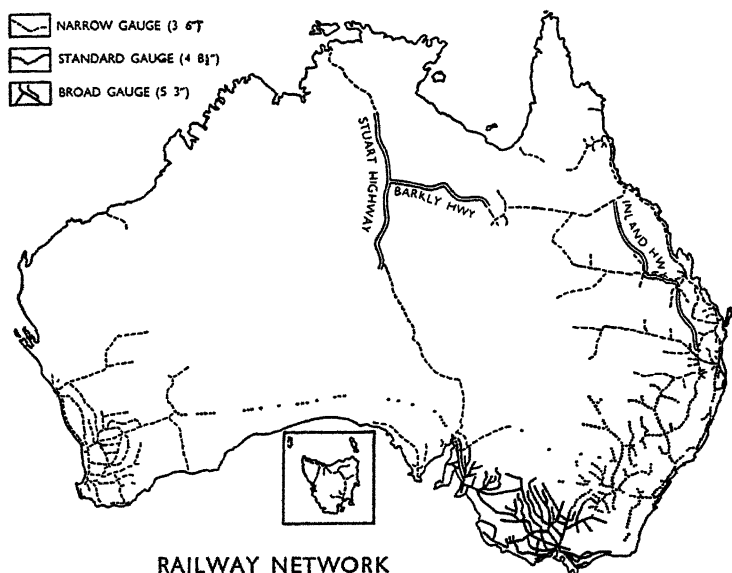 NARROW GAUGE (3 6")
STANDARD GAUGE (4 8½")
BROAD GAUGE (5 3")
STUART HIGHWAY
BARKLY HWY
INLAND HWY
RAILWAY NETWORK